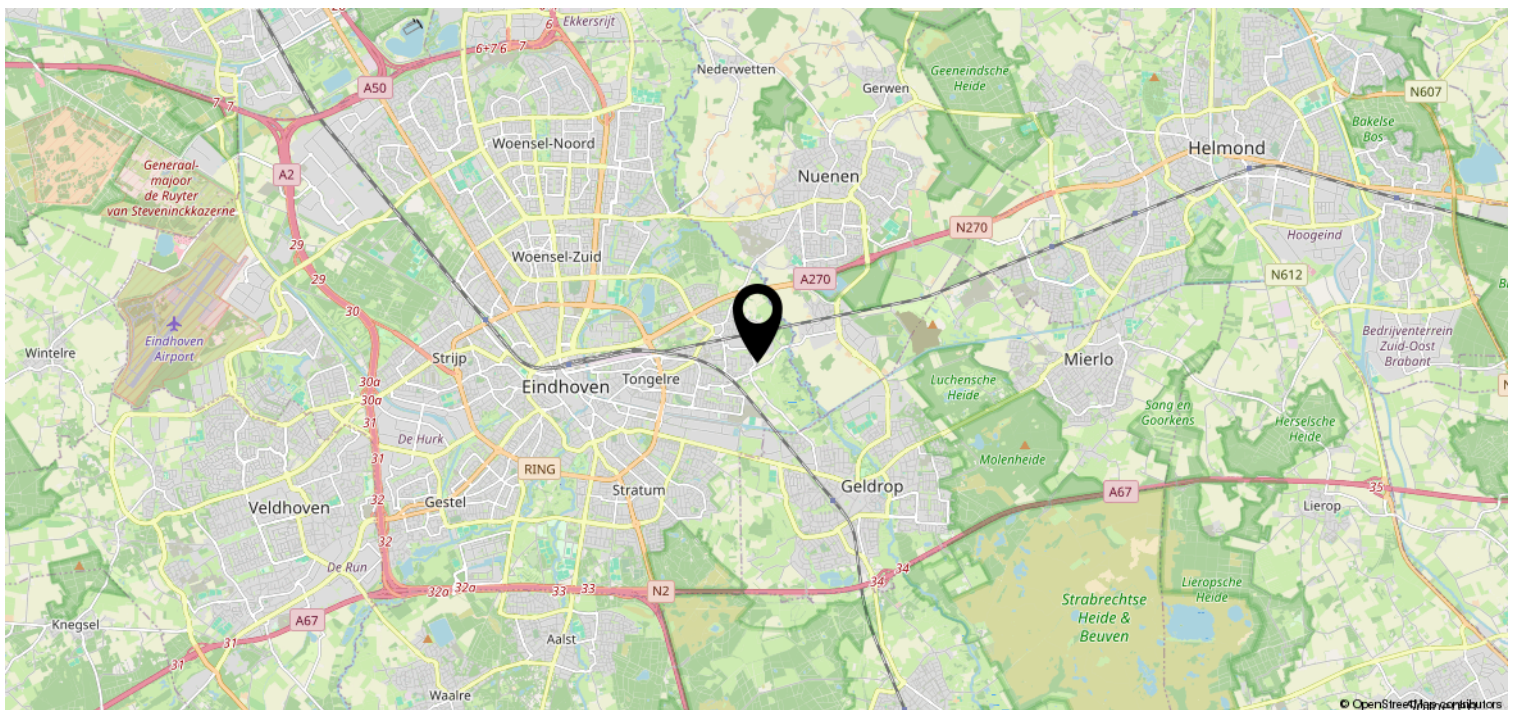 Ekkersrijt
6
6+7 6
7
Nederwetten
Geeneindsche
Heide
Gerwen
A50
N607
7
7
Bakelse
Bos
Woensel-Noord
Helmond
Generaal-
majoor
de Ruyter
van Steveninckkazerne
A2
Nuenen
N270
29
Hoogeind
Woensel-Zuid
29
A270
N612
30
Eindhoven
Airport
Wintelre
Strijp
Bedrijventerrein
Zuid-Oost
Brabant
Mierlo
30a
Eindhoven
Tongelre
Luchensche
Heide
30a
31
Sang en
Goorkens
Herselsche
Heide
De Hurk
31
Molenheide
RING
Geldrop
Stratum
A67
35
32
Gestel
Veldhoven
Lierop
32
De Run
34
34
32a
32a
33
33
N2
Lieropsche
Heide
Strabrechtse
Heide &
Beuven
A67
Knegsel
31
Aalst
31
Waalre
© OpenStreetMap contributors